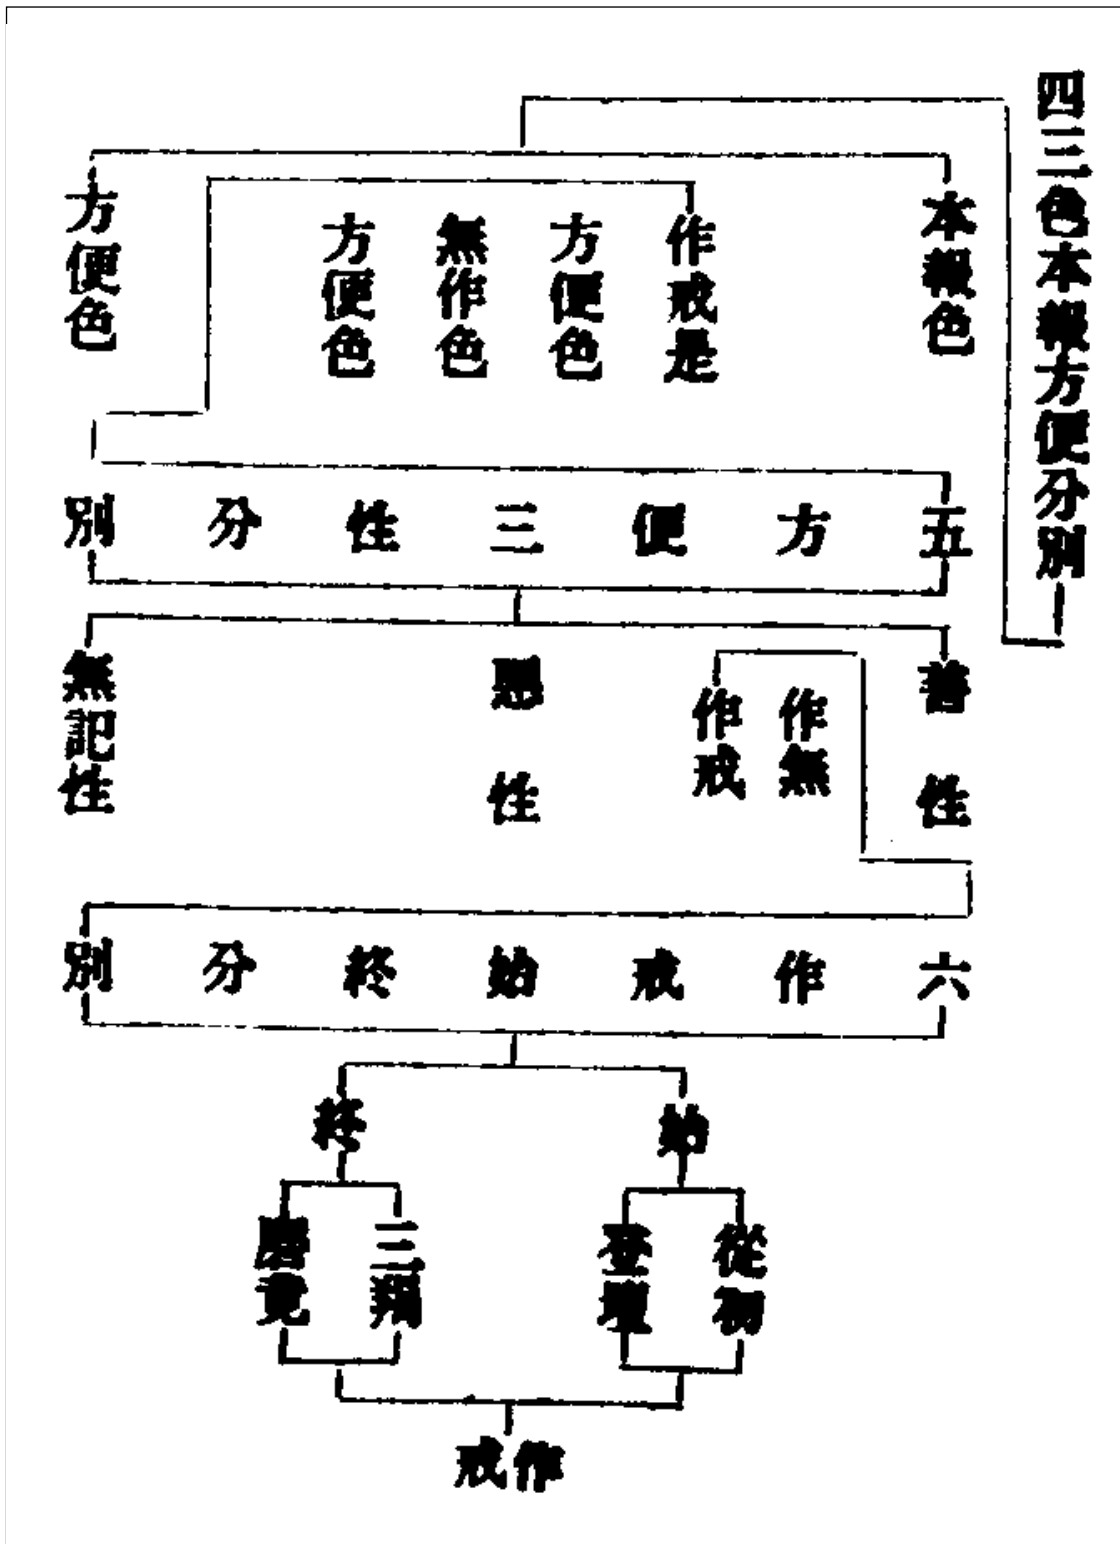 四三色本報方便分別
本報色
作戒是
方便色
無作色
方便色
方便色
五方便三性分別
善性
作無
作戒
惡性
無記性
六作戒始終分別
始
從初
登壇
終
三羯
磨竟
作戒